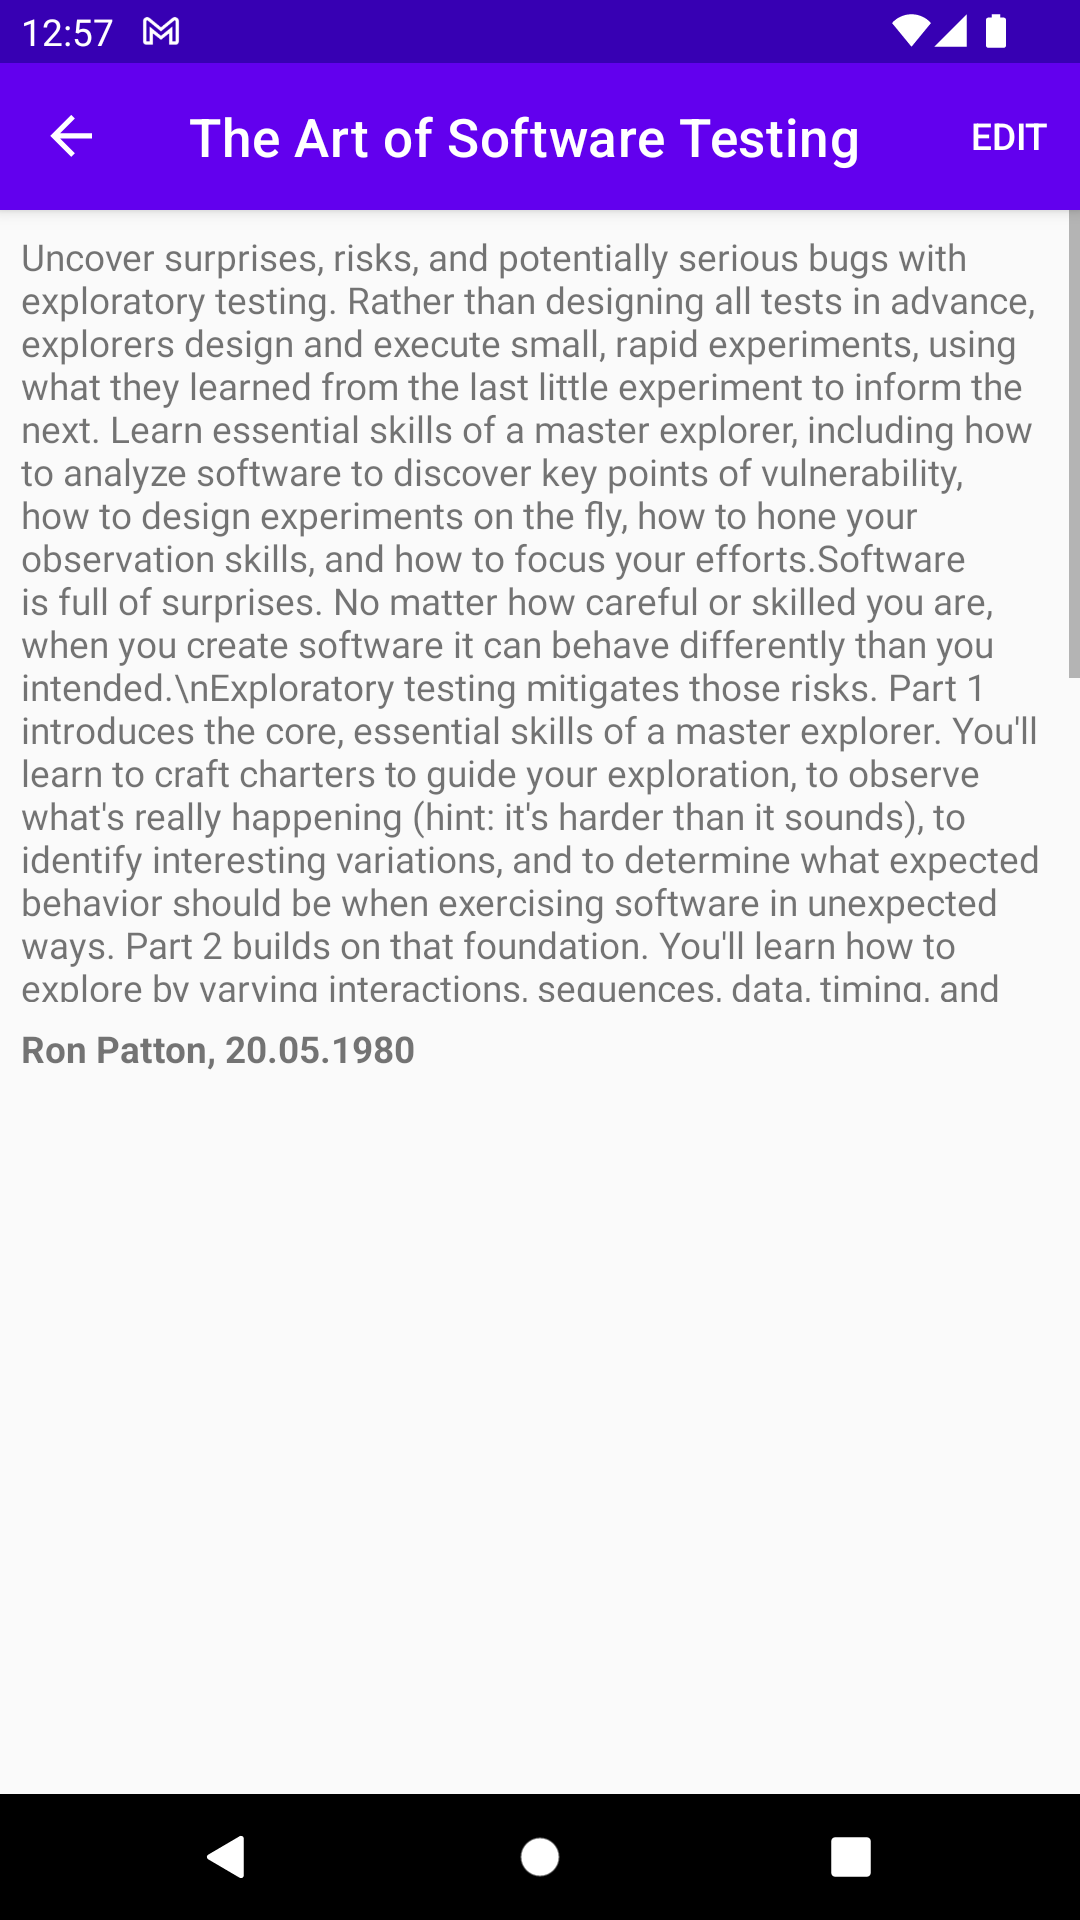 12:57
The Art of Software Testing
EDIT
Uncover surprises, risks, and potentially serious bugs with
exploratory testing. Rather than designing all tests in advance,
explorers design and execute small, rapid experiments, using
what they learned from the last little experiment to inform the
next. Learn essential skills of a master explorer, including how
to analyze software to discover key points of vulnerability,
how to design experiments on the fly, how to hone your
observation skills, and how to focus your efforts.Software
is full of surprises. No matter how careful or skilled you are,
when you create software it can behave differently than you
intended.\nExploratory testing mitigates those risks. Part 1
introduces the core, essential skills of a master explorer. You'll
learn to craft charters to guide your exploration, to observe
what's really happening (hint: it's harder than it sounds), to
identify interesting variations, and to determine what expected
behavior should be when exercising software in unexpected
ways. Part 2 builds on that foundation. You'll learn how to
explore by varying interactions, sequences, data, timing, and
Ron Patton, 20.05.1980